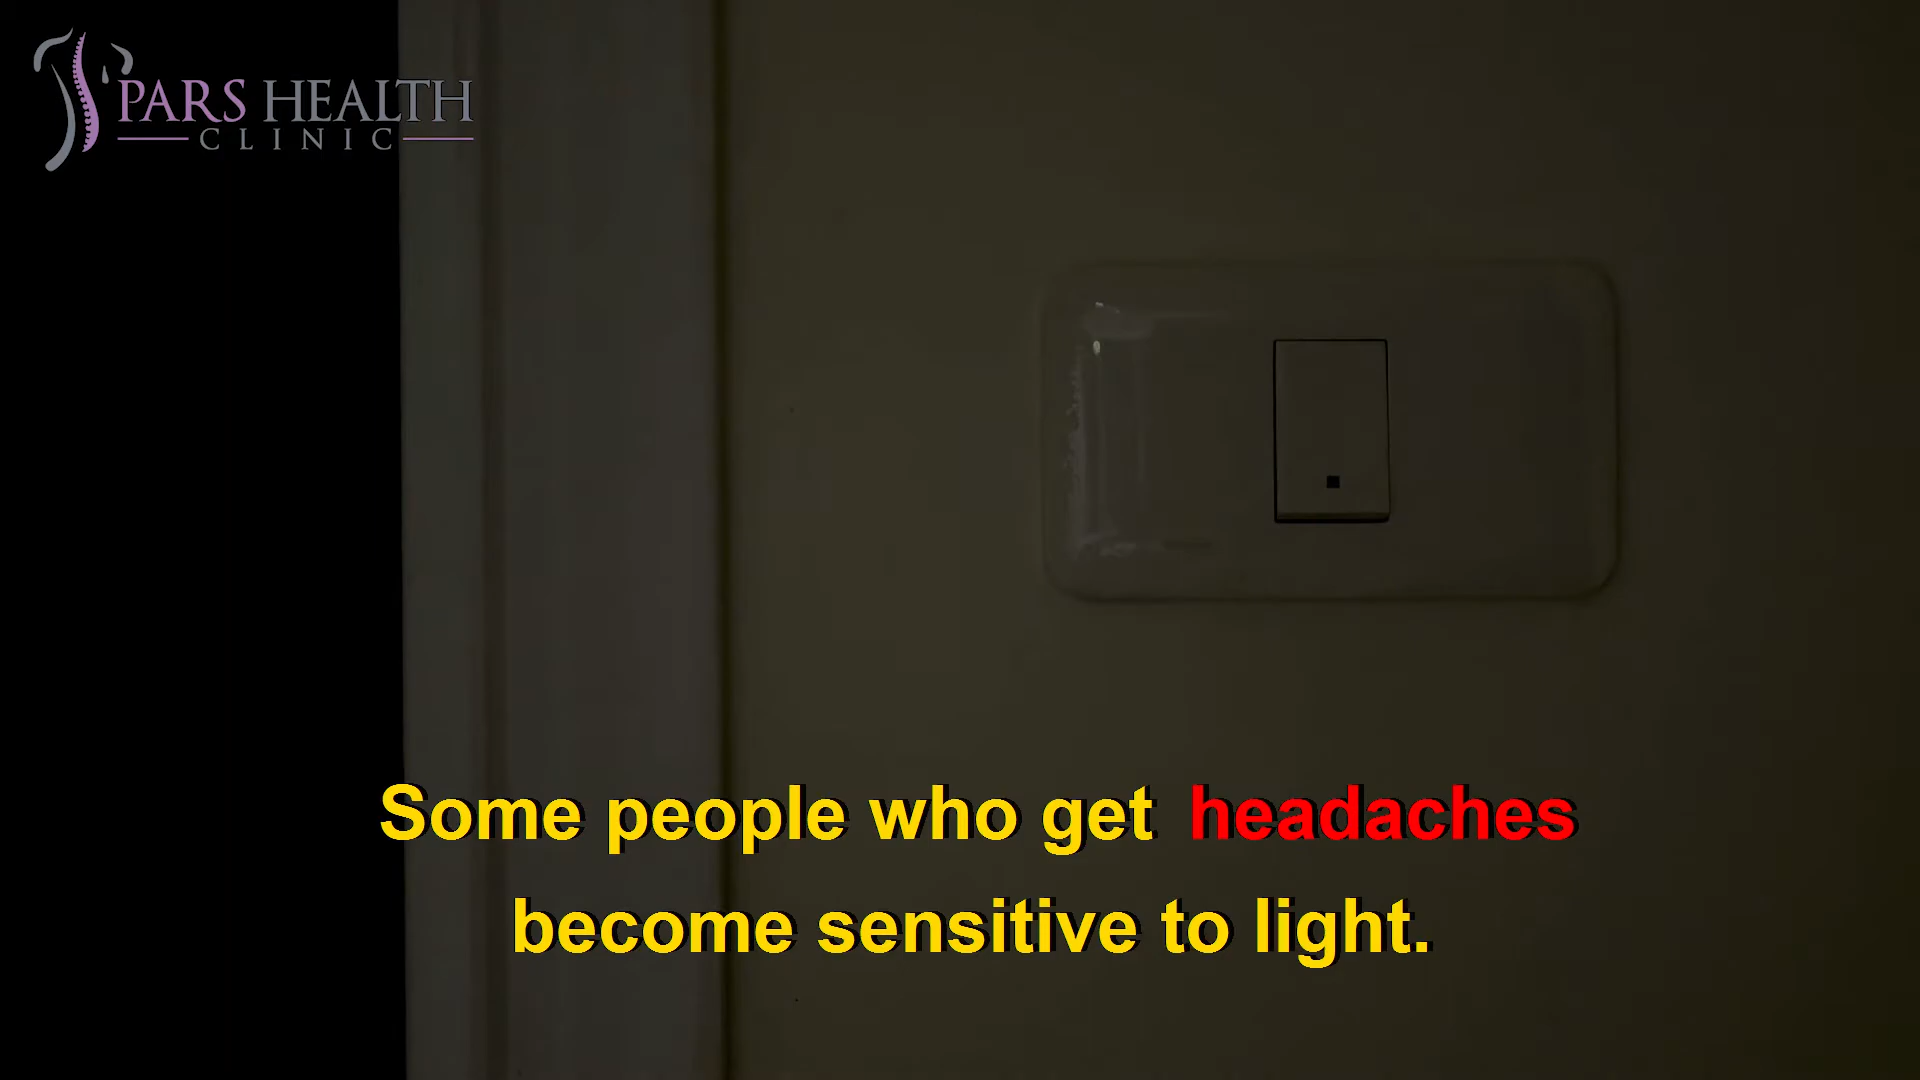 PARS HEALTH
CLINIC
Some people who get headaches
become sensitive to light.